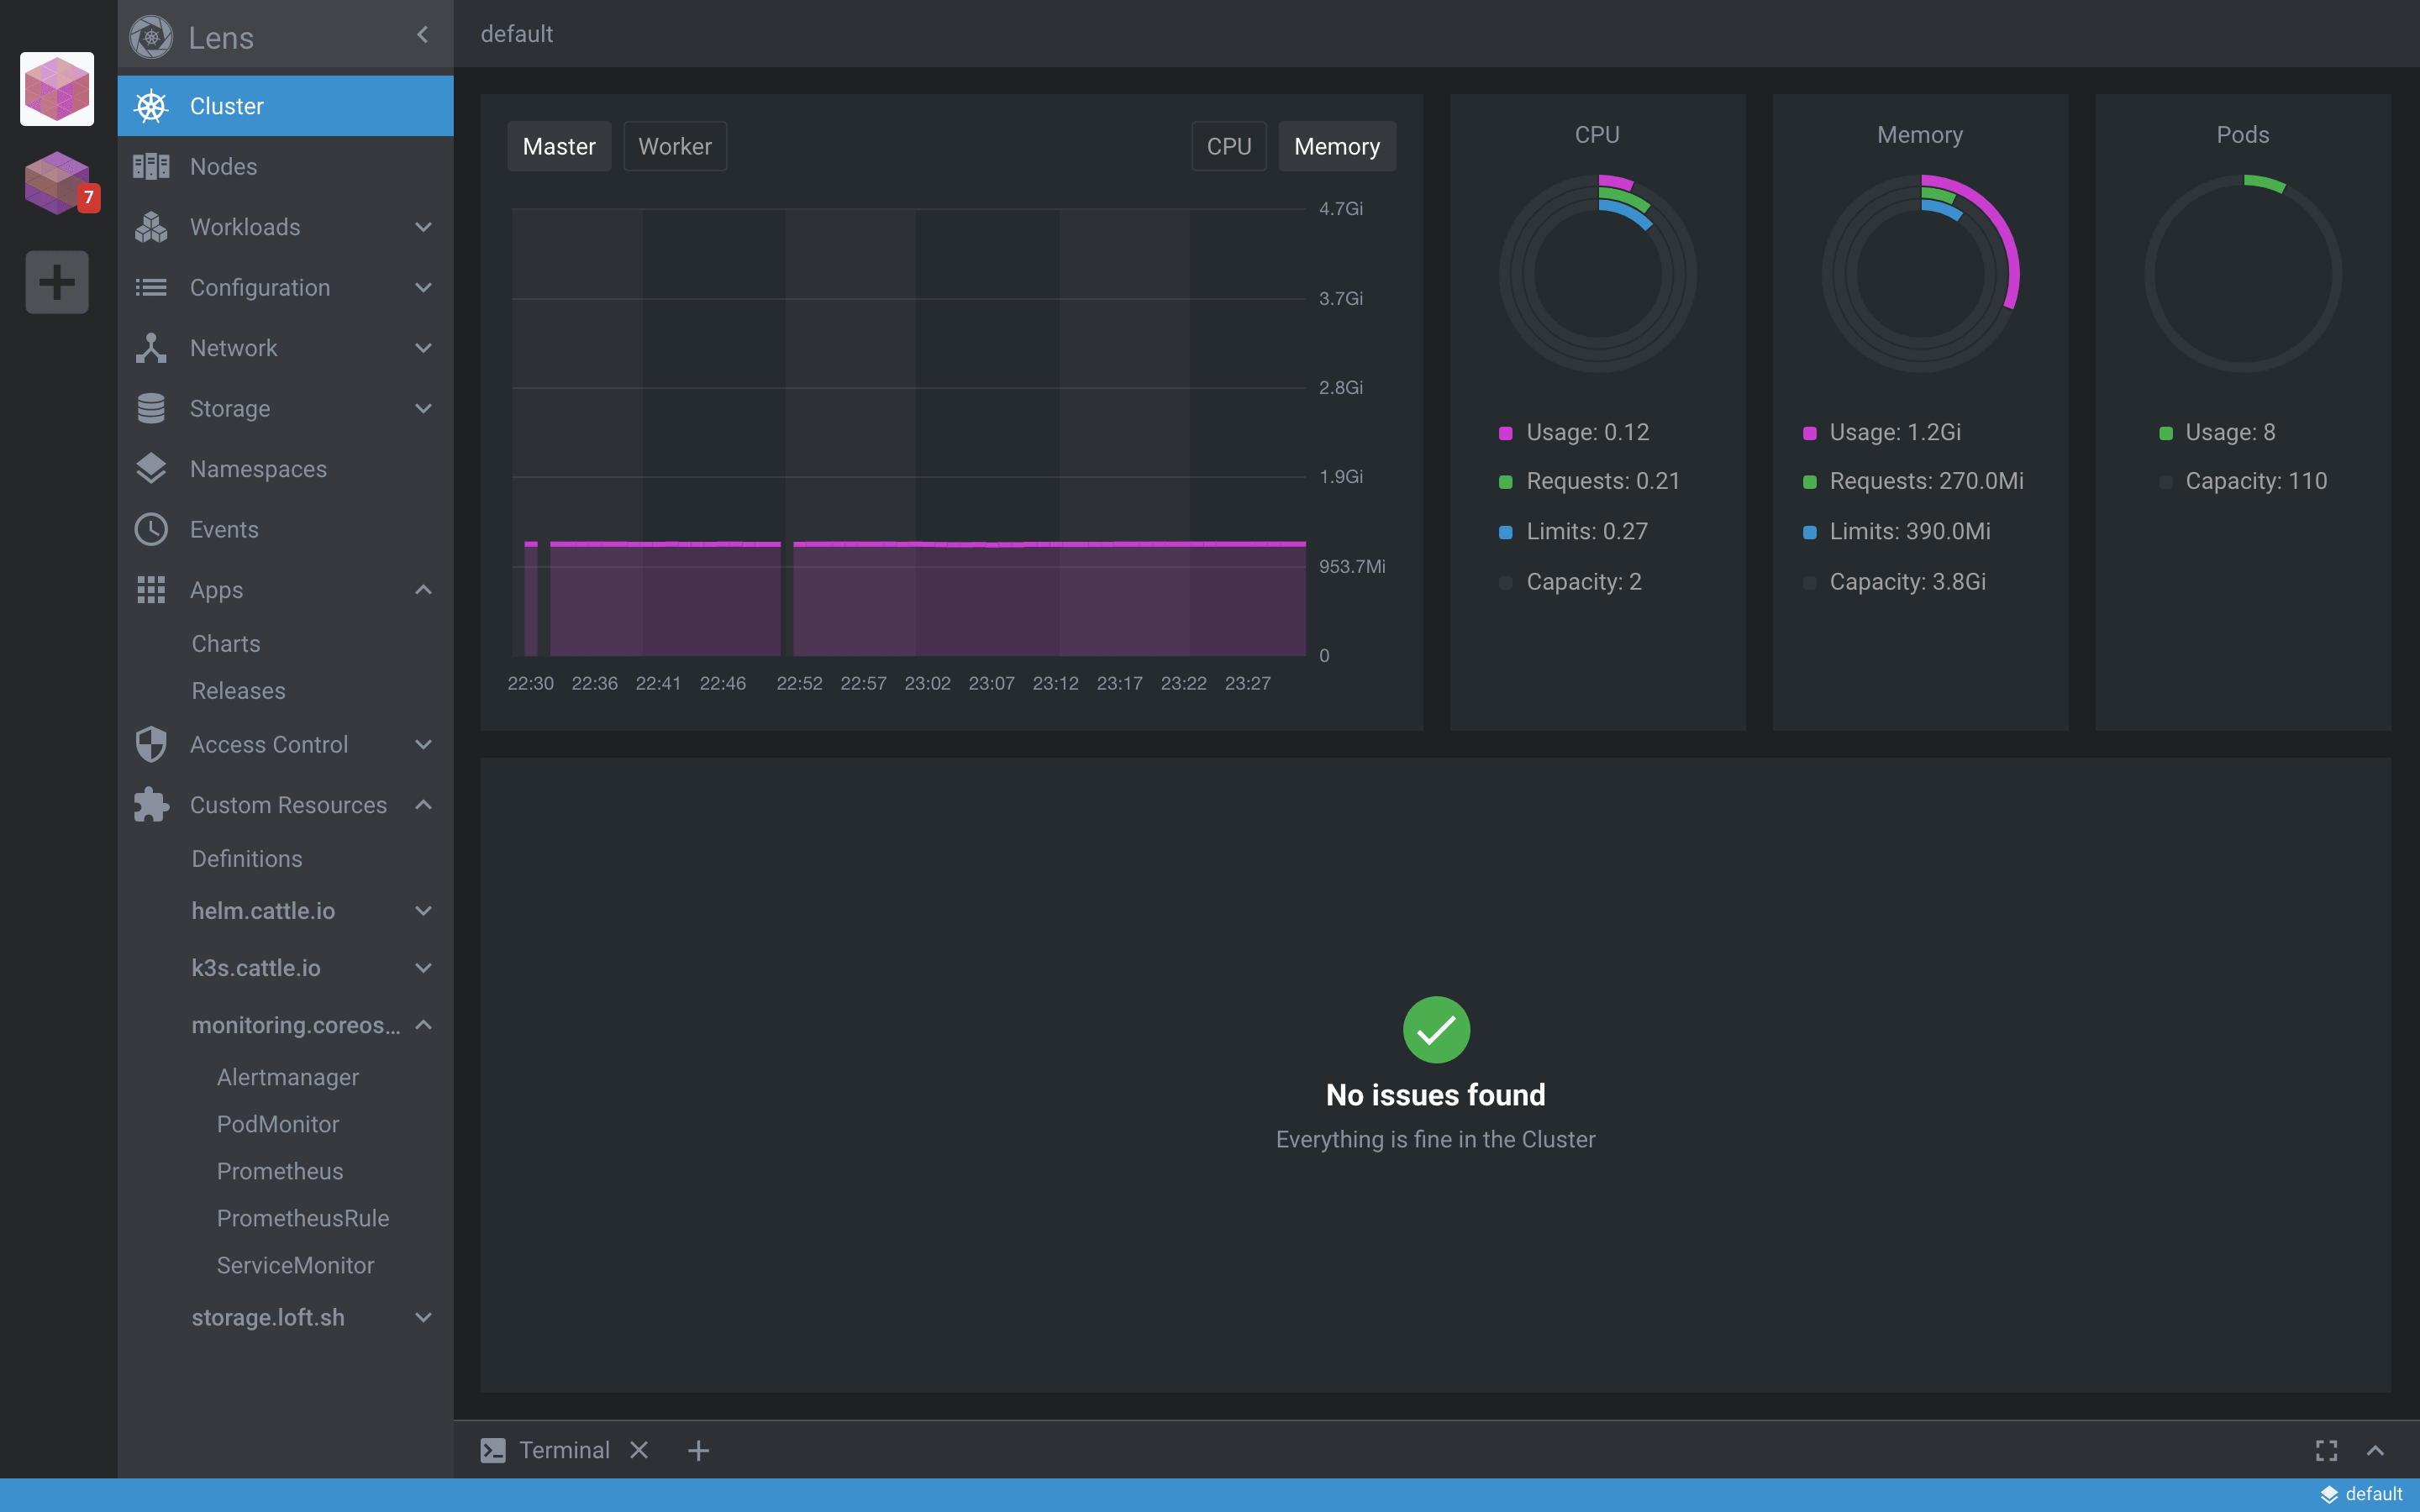 7
Lens
Cluster
Nodes
Workloads
Configuration
Network
Storage
Namespaces
Events
Apps
Charts
Releases
Access Control
Custom Resources
Definitions
helm.cattle.io
k3s.cattle.io
monitoring.coreos...
Alertmanager
PodMonitor
Prometheus
PrometheusRule
ServiceMonitor
storage.loft.sh
default
Master Worker CPU Memory
4.7Gi
3.7Gi
2.8Gi
1.9Gi
953.7Mi
0
22:30 22:36 22:41 22:46 22:52 22:57 23:02 23:07 23:12 23:17 23:22 23:27
CPU
Usage: 0.12
Requests: 0.21
Limits: 0.27
Capacity: 2
Memory
Usage: 1.2Gi
Requests: 270.0Mi
Limits: 390.0Mi
Capacity: 3.8Gi
Pods
Usage: 8
Capacity: 110
No issues found
Everything is fine in the Cluster
Terminal
default